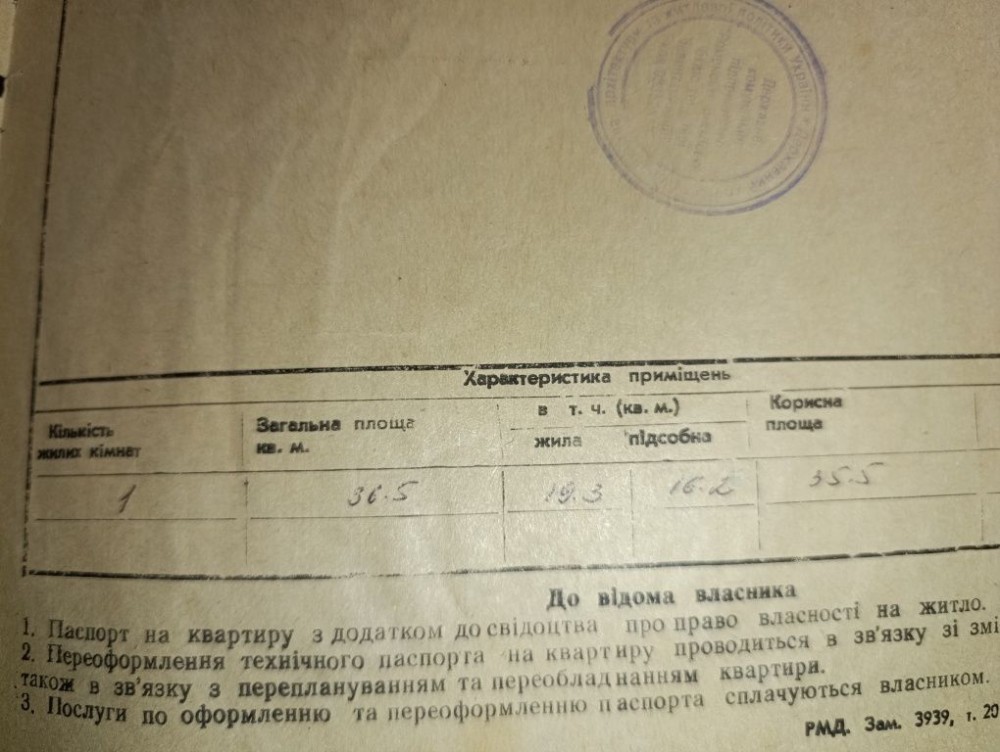 Характеристика приміщень
Кількість жилих кімнат
Загальна площа кв. м.
в т. ч. (кв. м.)
жила підсобна
Корисна площа
1 36.5 19.3 16.2 35.5
До відома власника
1. Паспорт на квартиру з додатком до свідоцтва про право власності на житло.
2. Переоформлення технічного паспорта на квартиру проводиться в зв'язку зі змі
також в зв'язку з переплануванням та переобладнанням квартири.
3. Послуги по оформленню та переоформленню паспорта сплачуються власником.
РМД. Зам. 3939, т. 20